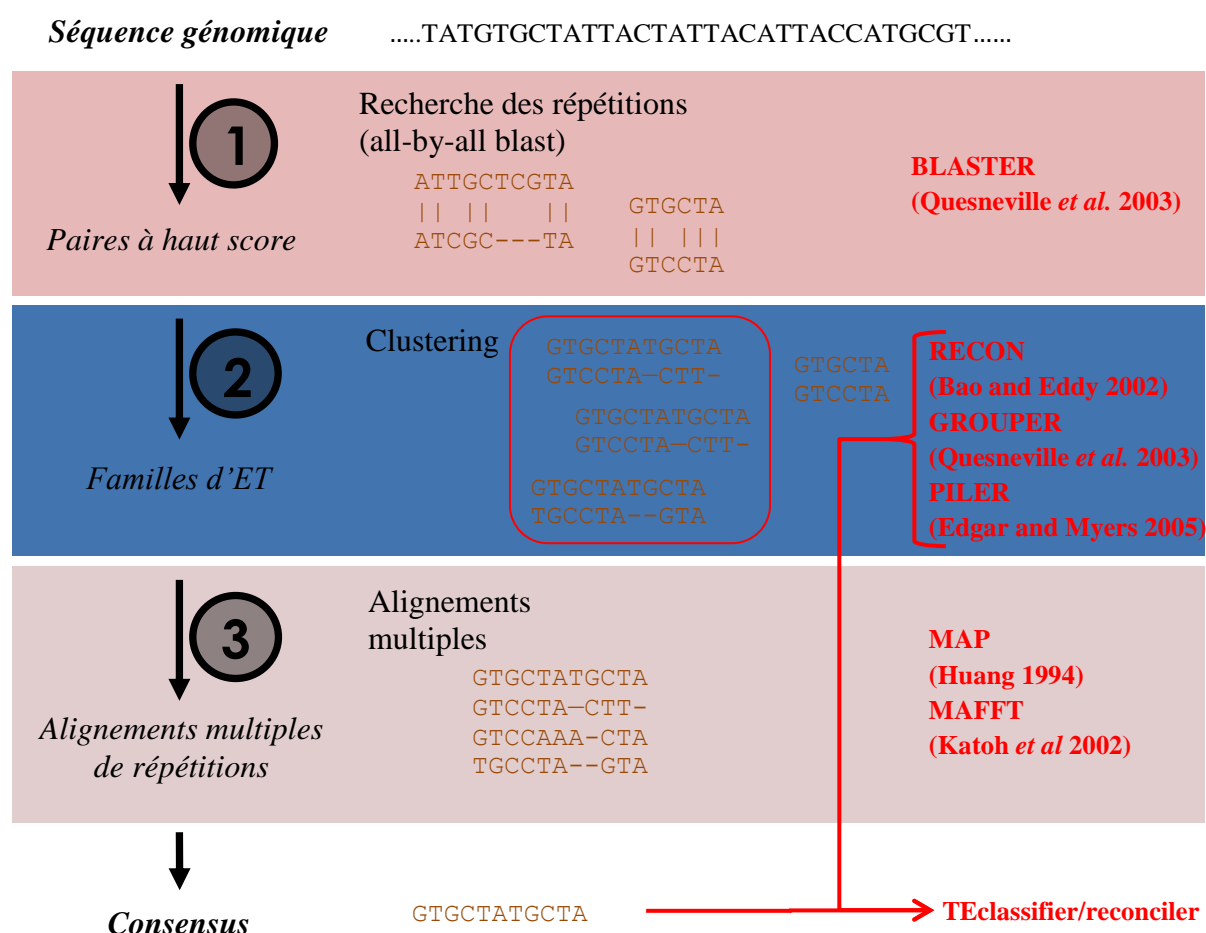 Séquence génomique .....TATGTGCTATTACTATTACATTACCATGCGT......
1
Recherche des répétitions
(all-by-all blast)
ATTGCTCGTA
|| || ||
ATCGC---TA
GTGCTA
|| |||
GTCCTA
BLASTER
(Quesneville et al. 2003)
Paires à haut score
2
Clustering
GTGCTATGCTA
GTCCTA–CTT-
GTGCTATGCTA
GTCCTA–CTT-
GTGCTATGCTA
TGCCTA--GTA
GTGCTA
GTCCTA
RECON
(Bao and Eddy 2002)
GROUPER
(Quesneville et al. 2003)
PILER
(Edgar and Myers 2005)
Familles d'ET
3
Alignements
multiples
GTGCTATGCTA
GTCCTA–CTT-
GTCCAAA-CTA
TGCCTA--GTA
MAP
(Huang 1994)
MAFFT
(Katoh et al 2002)
Alignements multiples
de répétitions
Consensus
GTGCTATGCTA
TEclassifier/reconciler